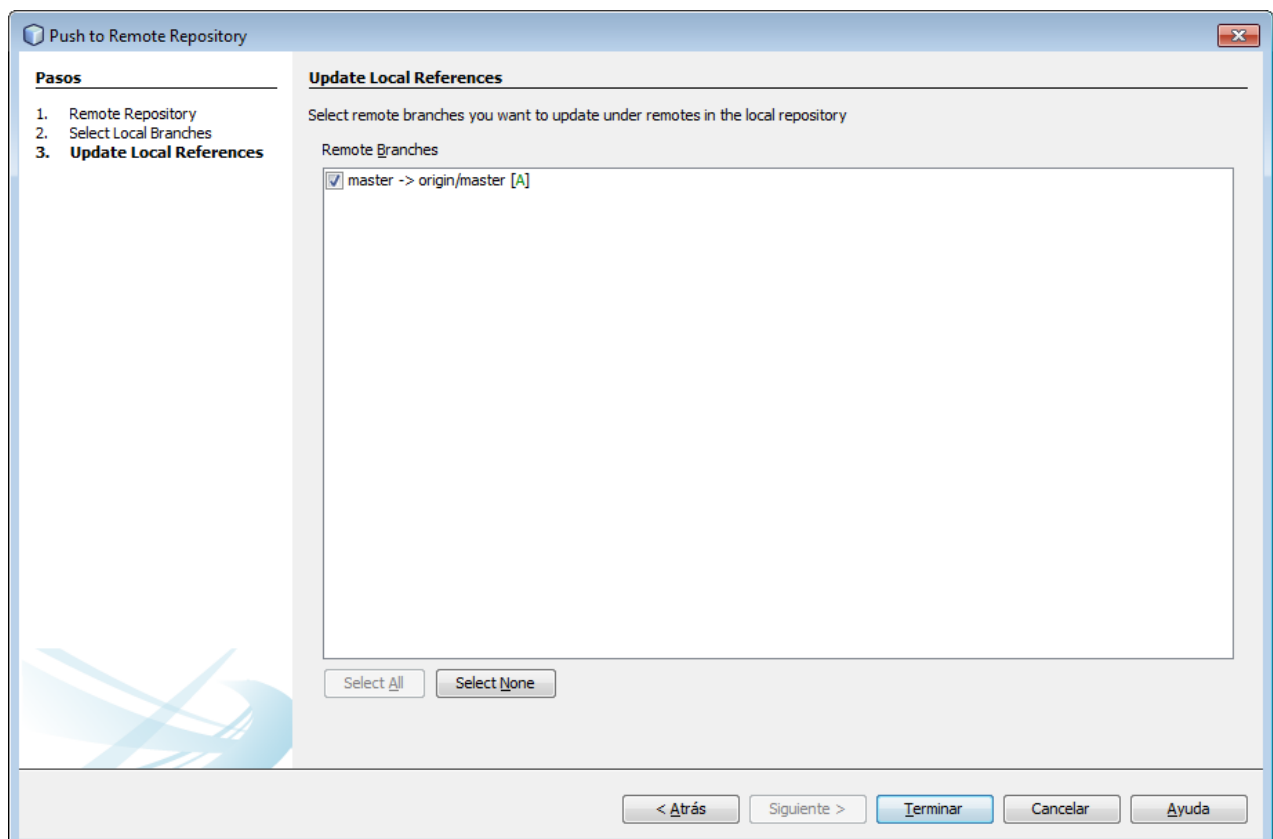 Push to Remote Repository
Pasos
1. Remote Repository
2. Select Local Branches
3. Update Local References
Update Local References
Select remote branches you want to update under remotes in the local repository
Remote Branches
master -> origin/master [A]
Select All
Select None
< Atrás
Siguiente >
Terminar
Cancelar
Ayuda